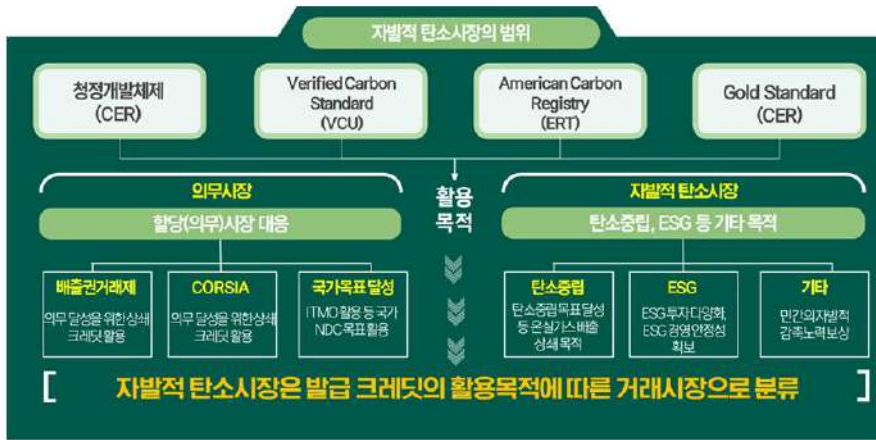 자발적 탄소시장의 범위
청정개발체제
(CER)
Verified Carbon
Standard
(VCU)
American Carbon
Registry
(ERT)
Gold Standard
(CER)
의무시장
할당(의무)시장 대응
활용
목적
자발적 탄소시장
탄소중립, ESG 등 기타 목적
배출권거래제
의무 달성을 위한 상쇄
크레딧 활용
CORSIA
의무 달성을 위한 상쇄
크레딧 활용
국가목표 달성
ITMO 활용 등 국가
NDC 목표 활용
탄소중립
탄소중립 목표 달성
등 온실가스 배출
상쇄 목적
ESG
ESG 투자 다양화,
ESG 경영 안정성
확보
기타
민간의 자발적
감축노력 보상
[ 자발적 탄소시장은 발급 크레딧의 활용목적에 따른 거래시장으로 분류 ]